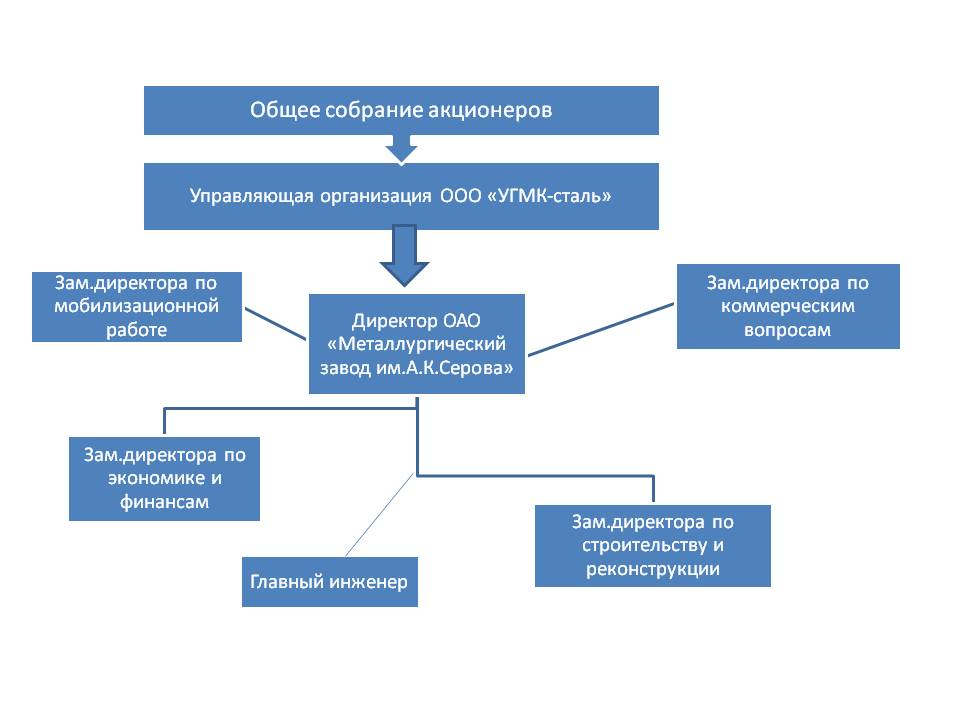 Общее собрание акционеров
Управляющая организация ООО «УГМК-сталь»
Зам.директора по
мобилизационной
работе
Директор ОАО
«Металлургический
завод им.А.К.Серова»
Зам.директора по
коммерческим
вопросам
Зам.директора по
экономике и
финансам
Главный инженер
Зам.директора по
строительству и
реконструкции